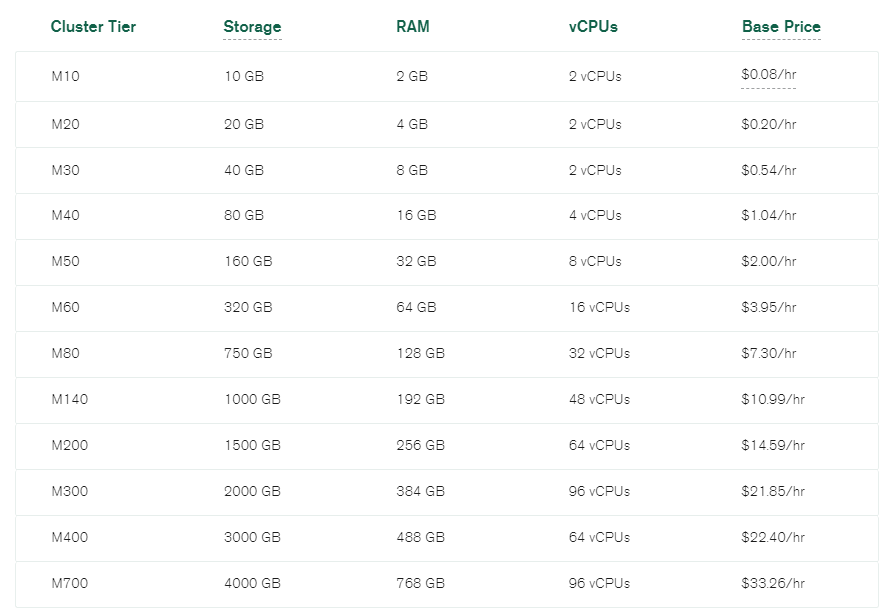 Cluster Tier Storage RAM vCPUs Base Price
M10 10 GB 2 GB 2 vCPUs $0.08/hr
M20 20 GB 4 GB 2 vCPUs $0.20/hr
M30 40 GB 8 GB 2 vCPUs $0.54/hr
M40 80 GB 16 GB 4 vCPUs $1.04/hr
M50 160 GB 32 GB 8 vCPUs $2.00/hr
M60 320 GB 64 GB 16 vCPUs $3.95/hr
M80 750 GB 128 GB 32 vCPUs $7.30/hr
M140 1000 GB 192 GB 48 vCPUs $10.99/hr
M200 1500 GB 256 GB 64 vCPUs $14.59/hr
M300 2000 GB 384 GB 96 vCPUs $21.85/hr
M400 3000 GB 488 GB 64 vCPUs $22.40/hr
M700 4000 GB 768 GB 96 vCPUs $33.26/hr